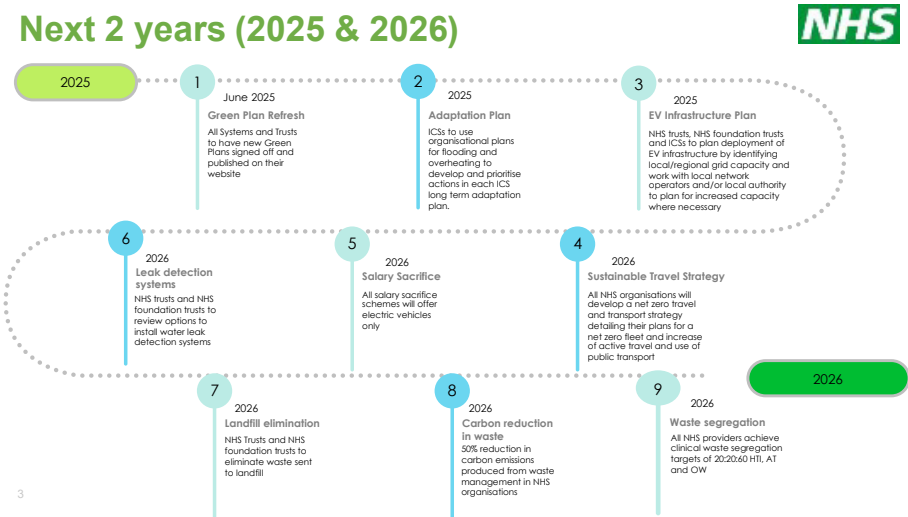 Next 2 years (2025 & 2026)
NHS
2025
1
June 2025
Green Plan Refresh
All Systems and Trusts
to have new Green
Plans signed off and
published on their
website
2
2025
Adaptation Plan
ICSs to use
organisational plans
for flooding and
overheating to
develop and prioritise
actions in each ICS
long term adaptation
plan.
3
2025
EV Infrastructure Plan
NHS trusts, NHS foundation trusts
and ICSs to plan deployment of
EV infrastructure by identifying
local/regional grid capacity and
work with local network
operators and/or local authority
to plan for increased capacity
where necessary
4
2026
Sustainable Travel Strategy
All NHS organisations will
develop a net zero travel
and transport strategy
detailing their plans for a
net zero fleet and increase
of active travel and use of
public transport
5
2026
Salary Sacrifice
All salary sacrifice
schemes will offer
electric vehicles
only
6
2026
Leak detection
systems
NHS trusts and NHS
foundation trusts to
review options to
install water leak
detection systems
7
2026
Landfill elimination
NHS Trusts and NHS
foundation trusts to
eliminate waste sent
to landfill
8
2026
Carbon reduction
in waste
50% reduction in
carbon emissions
produced from waste
management in NHS
organisations
9
2026
Waste segregation
All NHS providers achieve
clinical waste segregation
targets of 20:20:60 HTI, AT
and OW
2026
3